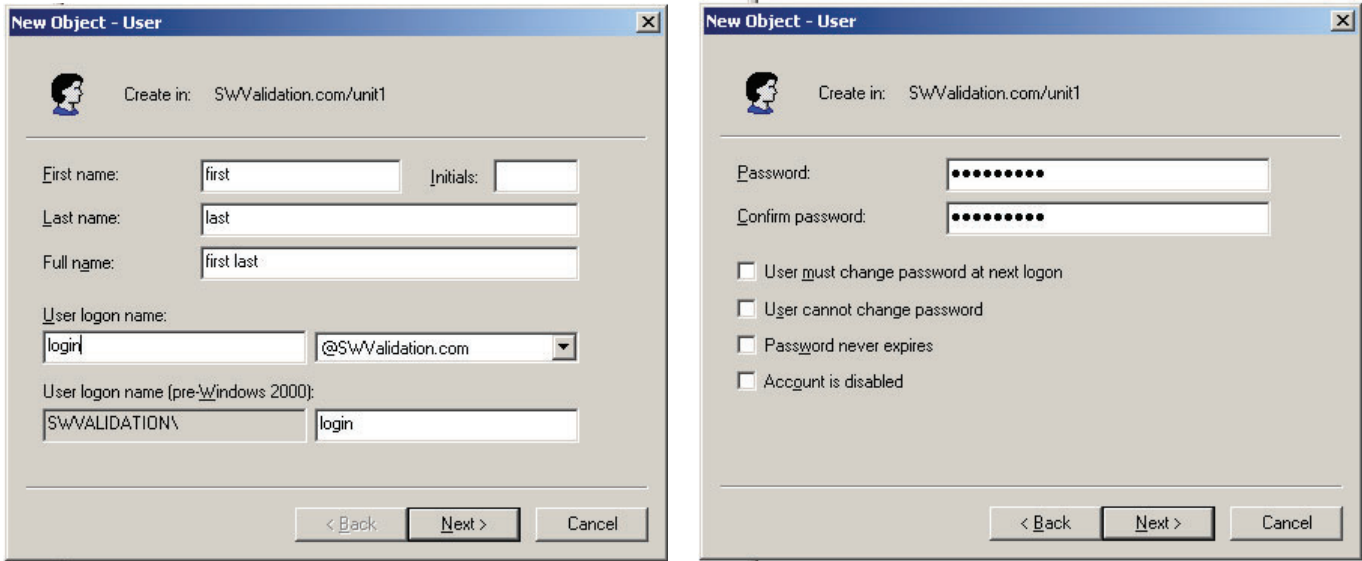 New Object - User
Create in: SWValidation.com/unit1
First name: first Initials:
Last name: last
Full name: first last
User logon name:
login @SWValidation.com
User logon name (pre-Windows 2000):
SWVALIDATION\ login
< Back Next > Cancel
New Object - User
Create in: SWValidation.com/unit1
Password: •••••••••
Confirm password: •••••••••
User must change password at next logon
User cannot change password
Password never expires
Account is disabled
< Back Next > Cancel